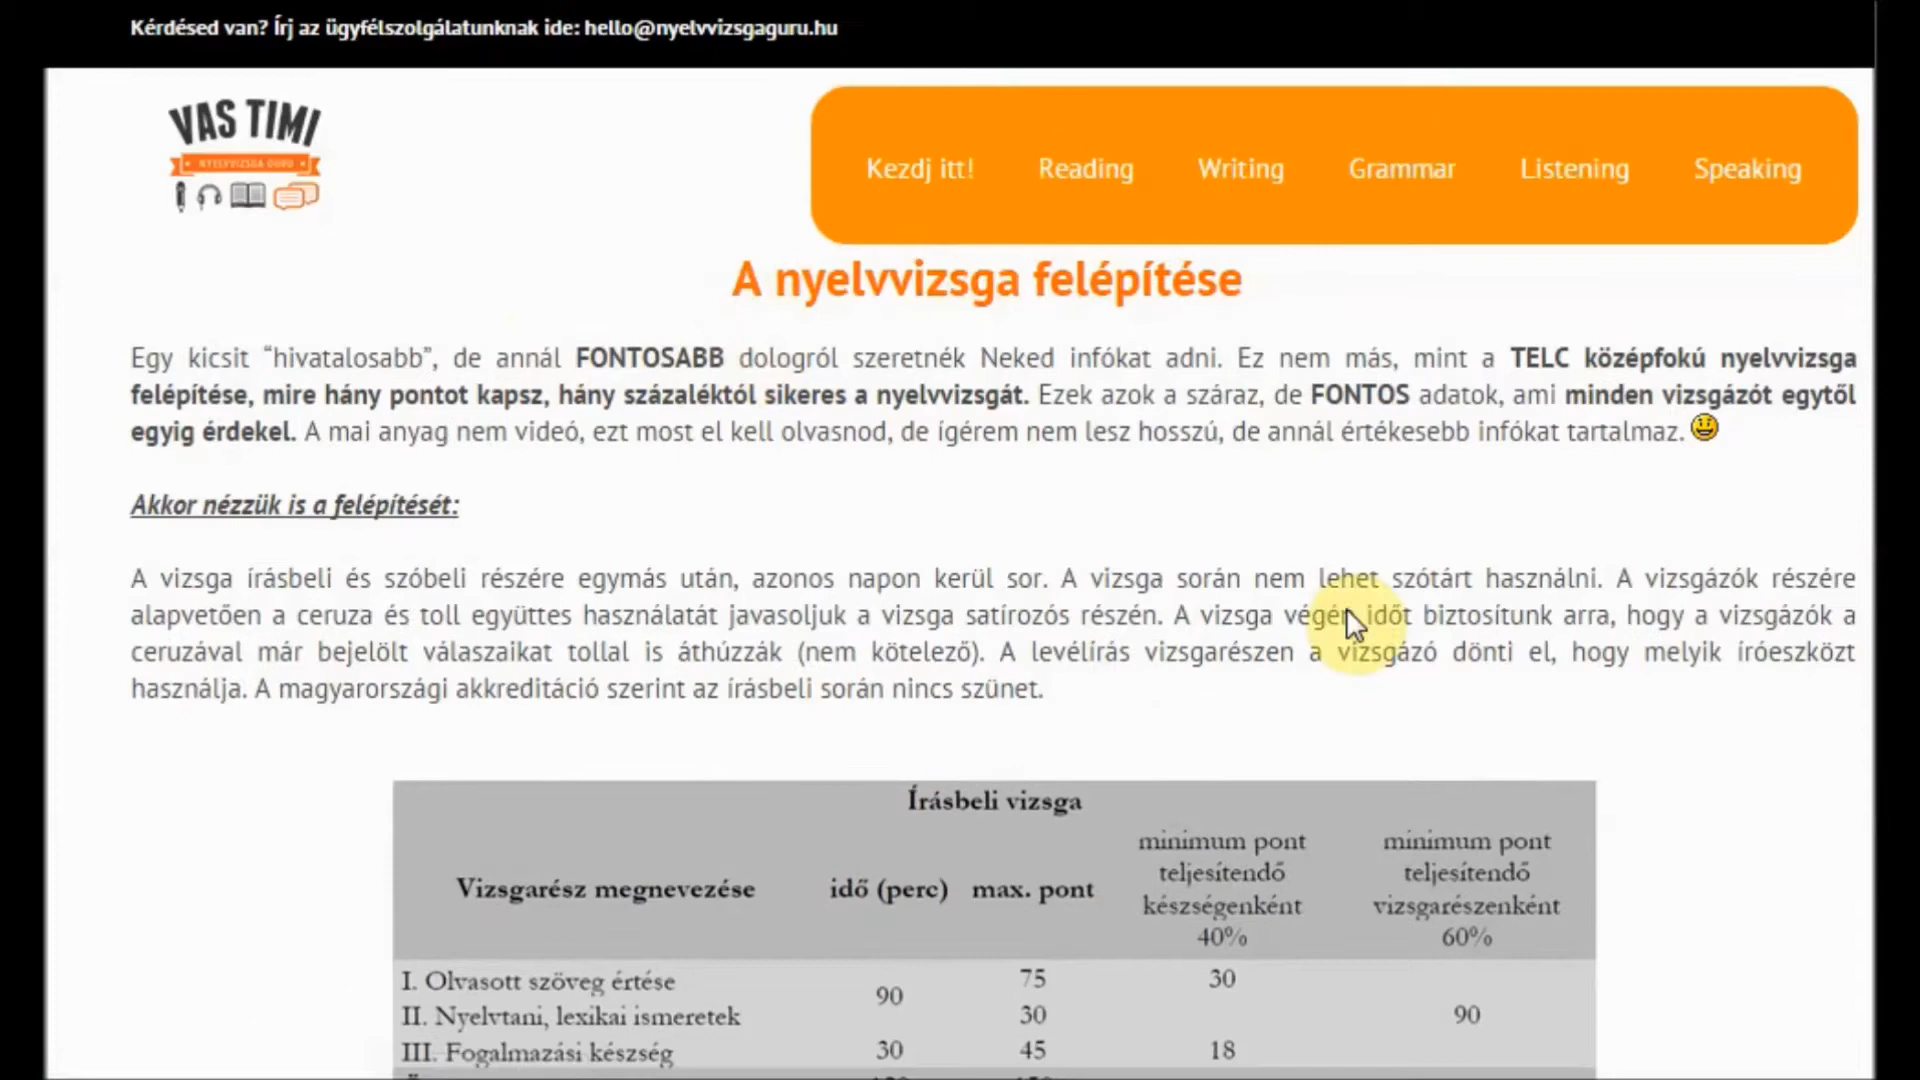 Kérdésed van? Írj az ügyfélszolgálatunknak ide: hello@nyelvvizsgaguru.hu
VAS TIMI
NYELVVIZSGA GURU
Kezdj itt! Reading Writing Grammar Listening Speaking
A nyelvvizsga felépítése
Egy kicsit “hivatalosabb”, de annál FONTOSABB dologról szeretnék Neked infókat adni. Ez nem más, mint a TELC középfokú nyelvvizsga
felépítése, mire hány pontot kapsz, hány százaléktól sikeres a nyelvvizsgát. Ezek azok a száraz, de FONTOS adatok, ami minden vizsgázót egytől
egyig érdekel. A mai anyag nem videó, ezt most el kell olvasnod, de ígérem nem lesz hosszú, de annál értékesebb infókat tartalmaz.
Akkor nézzük is a felépítését:
A vizsga írásbeli és szóbeli részére egymás után, azonos napon kerül sor. A vizsga során nem lehet szótárt használni. A vizsgázók részére
alapvetően a ceruza és toll együttes használatát javasoljuk a vizsga satírozós részén. A vizsga végén időt biztosítunk arra, hogy a vizsgázók a
ceruzával már bejelölt válaszaikat tollal is áthúzzák (nem kötelező). A levélírás vizsgarészen a vizsgázó dönti el, hogy melyik íróeszközt
használja. A magyarországi akkreditáció szerint az írásbeli során nincs szünet.
Írásbeli vizsga
Vizsgarész megnevezése idő (perc) max. pont minimum pont teljesítendő készségenként 40% minimum pont teljesítendő vizsgarészenként 60%
I. Olvasott szöveg értése 90 75 30
II. Nyelvtani, lexikai ismeretek 30 90
III. Fogalmazási készség 30 45 18